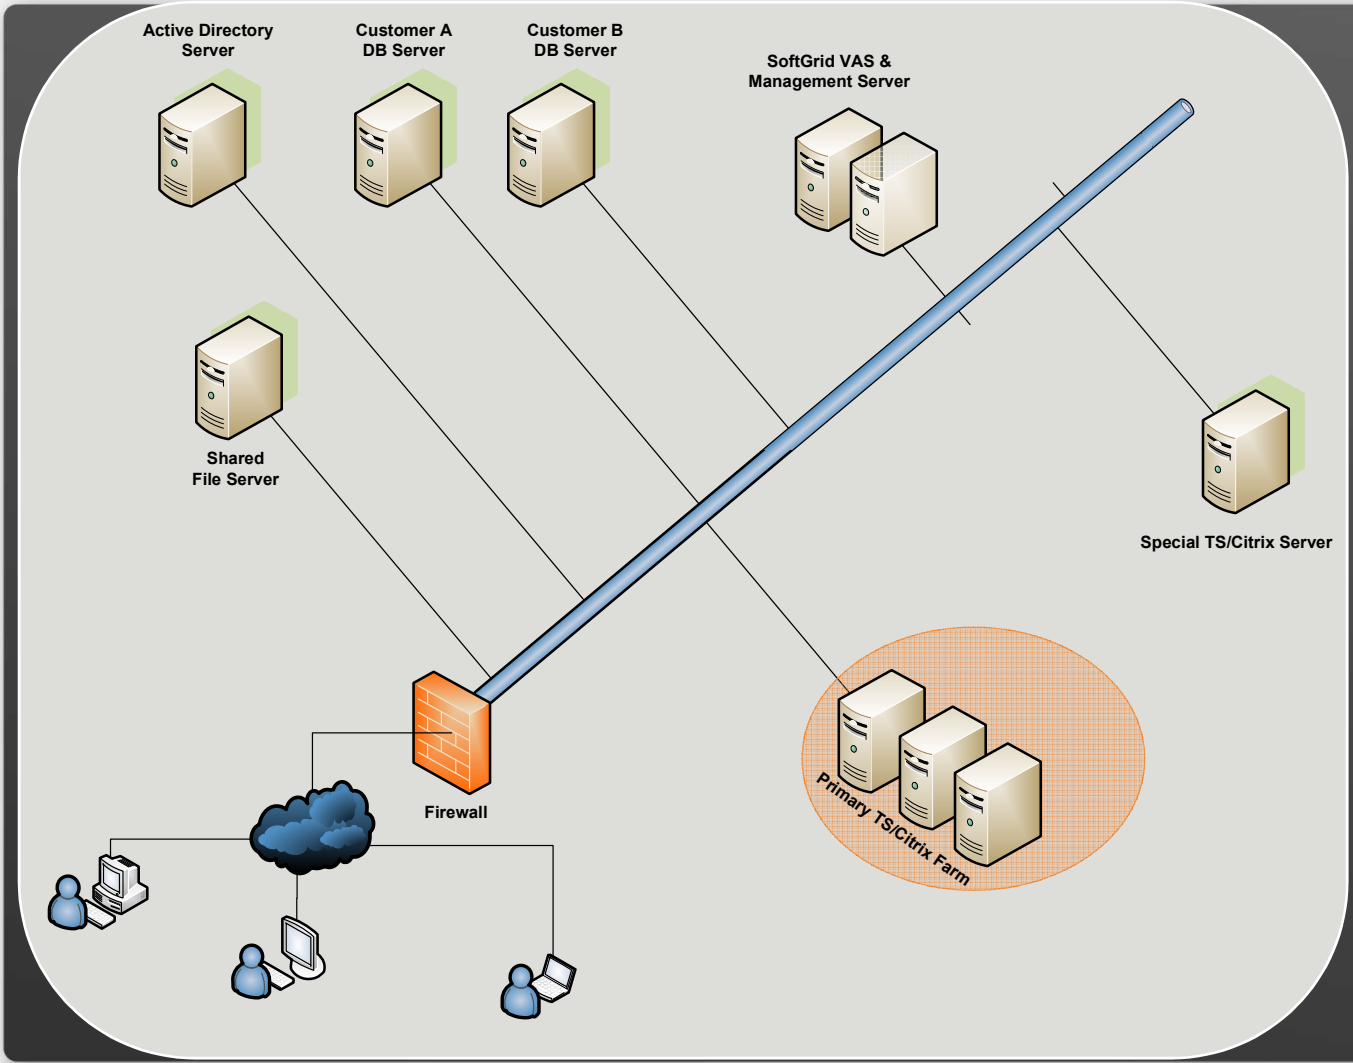 Active Directory
Server
Customer A
DB Server
Customer B
DB Server
SoftGrid VAS &
Management Server
Shared
File Server
Special TS/Citrix Server
Primary TS/Citrix Farm
Firewall